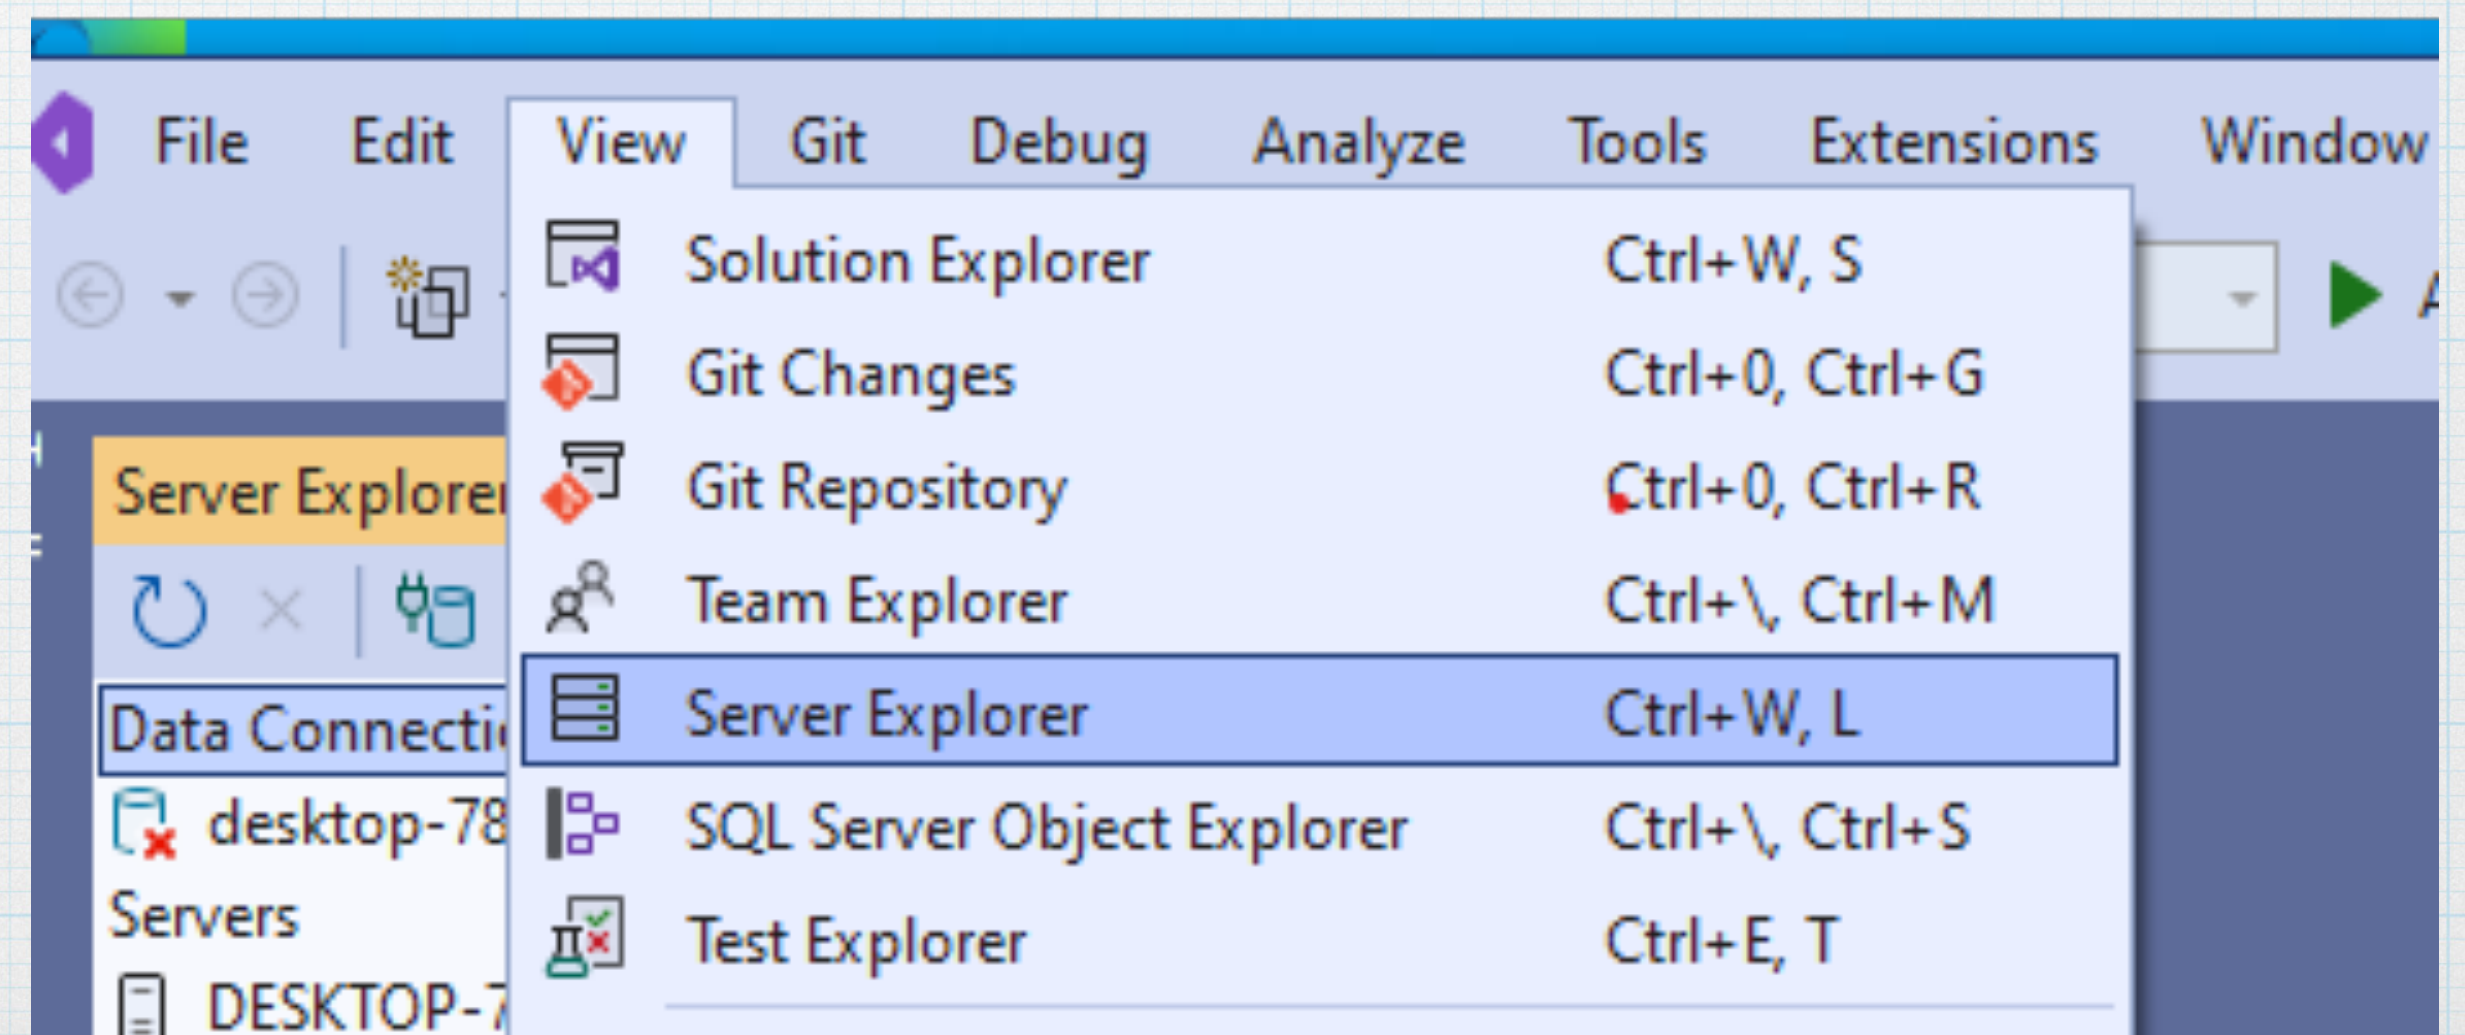 File Edit View Git Debug Analyze Tools Extensions Window
Solution Explorer Ctrl+W, S
Git Changes Ctrl+0, Ctrl+G
Git Repository Ctrl+0, Ctrl+R
Server Explorer
Team Explorer Ctrl+\, Ctrl+M
Server Explorer Ctrl+W, L
Data Connectio
desktop-78
SQL Server Object Explorer Ctrl+\, Ctrl+S
Servers
Test Explorer Ctrl+E, T
DESKTOP-7